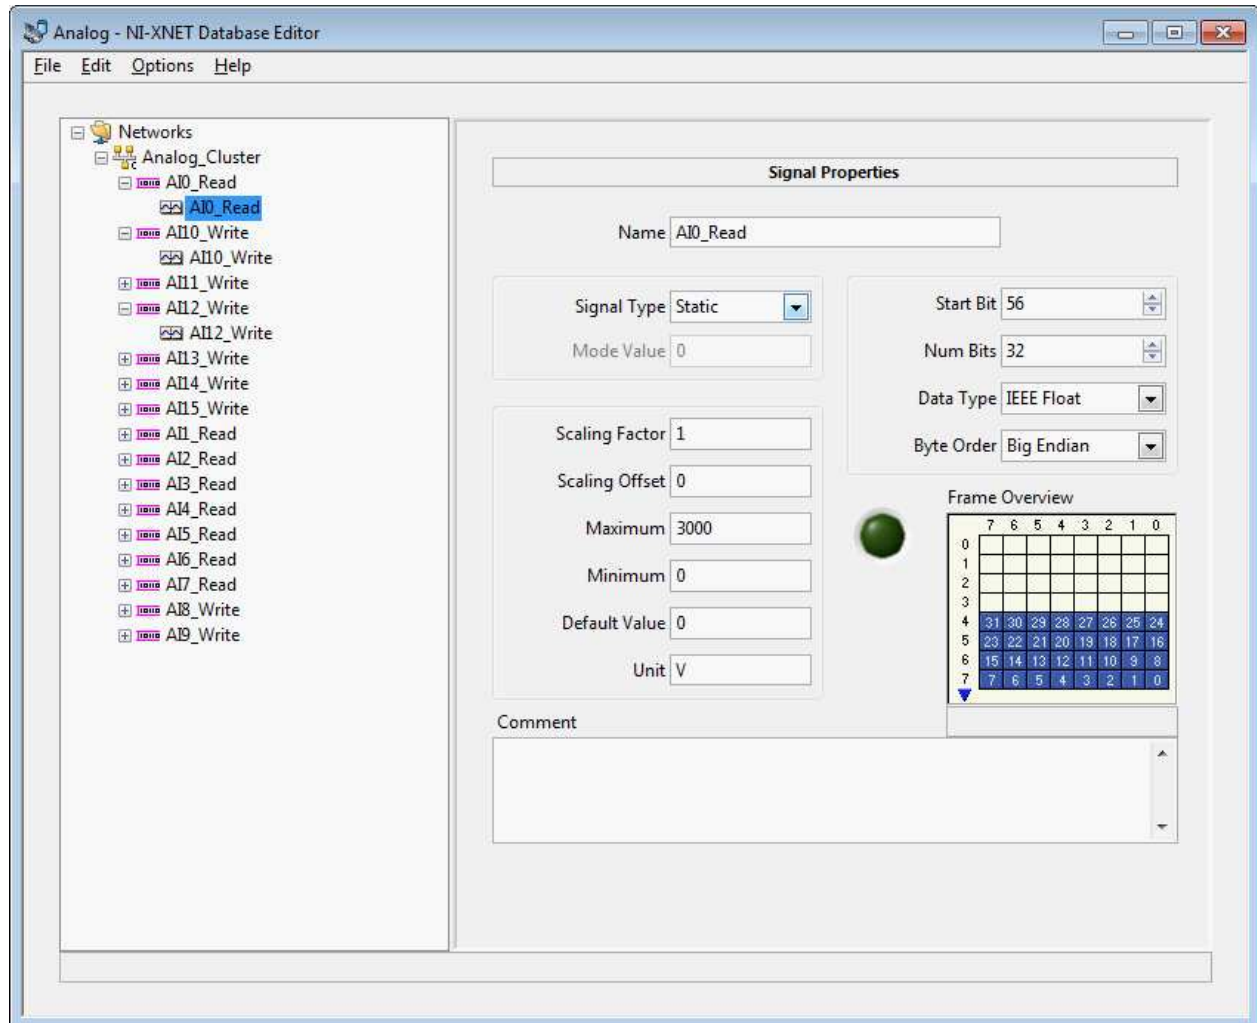 Analog - NI-XNET Database Editor
File Edit Options Help
Networks
Analog_Cluster
AI0_Read
AI0_Read
AI10_Write
AI10_Write
AI11_Write
AI12_Write
AI12_Write
AI13_Write
AI14_Write
AI15_Write
AI1_Read
AI2_Read
AI3_Read
AI4_Read
AI5_Read
AI6_Read
AI7_Read
AI8_Write
AI9_Write
Signal Properties
Name AI0_Read
Signal Type Static
Mode Value 0
Scaling Factor 1
Scaling Offset 0
Maximum 3000
Minimum 0
Default Value 0
Unit V
Start Bit 56
Num Bits 32
Data Type IEEE Float
Byte Order Big Endian
Frame Overview
7 6 5 4 3 2 1 0
0
1
2
3
4 31 30 29 28 27 26 25 24
5 23 22 21 20 19 18 17 16
6 15 14 13 12 11 10 9 8
7 7 6 5 4 3 2 1 0
Comment